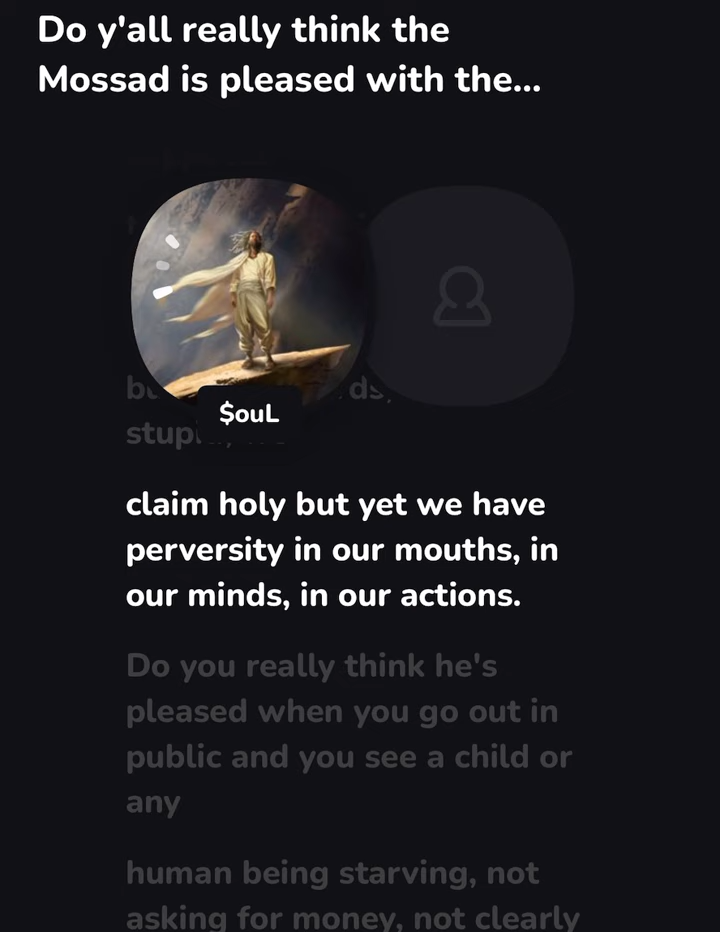 Do y'all really think the
Mossad is pleased with the...
$ouL
claim holy but yet we have
perversity in our mouths, in
our minds, in our actions.
Do you really think he's
pleased when you go out in
public and you see a child or
any
human being starving, not
asking for money, not clearly